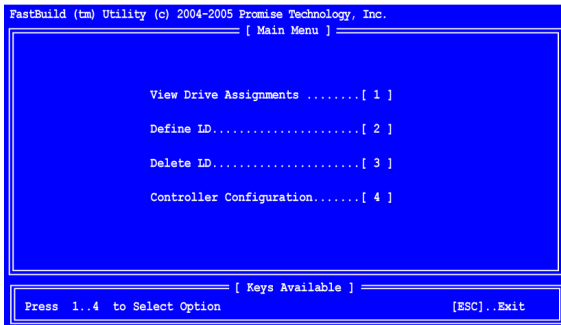 FastBuild (tm) Utility (c) 2004-2005 Promise Technology, Inc.
[ Main Menu ]
View Drive Assignments ........[ 1 ]
Define LD......................[ 2 ]
Delete LD......................[ 3 ]
Controller Configuration.......[ 4 ]
[ Keys Available ]
Press 1..4 to Select Option [ESC]..Exit